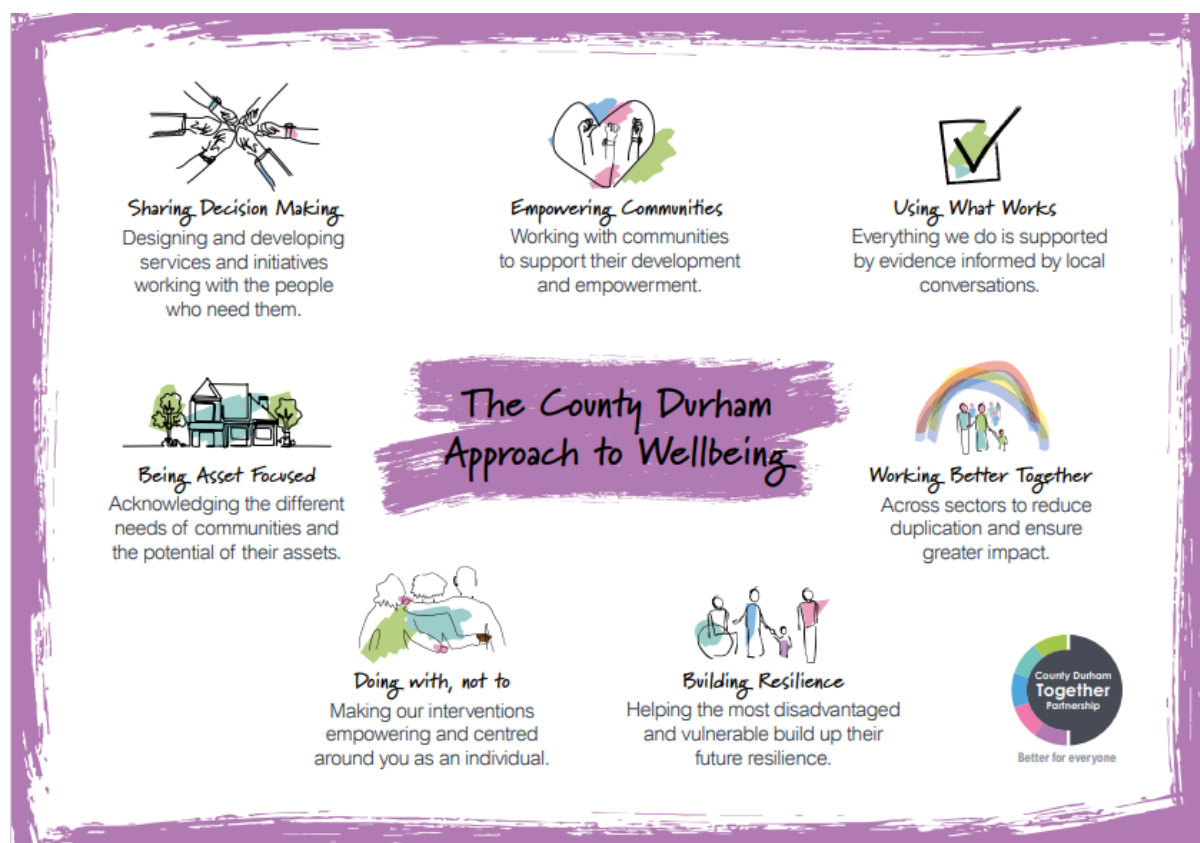 Sharing Decision Making
Designing and developing
services and initiatives
working with the people
who need them.
Empowering Communities
Working with communities
to support their development
and empowerment.
Using What Works
Everything we do is supported
by evidence informed by local
conversations.
Being Asset Focused
Acknowledging the different
needs of communities and
the potential of their assets.
The County Durham
Approach to Wellbeing
Working Better Together
Across sectors to reduce
duplication and ensure
greater impact.
Doing with, not to
Making our interventions
empowering and centred
around you as an individual.
Building Resilience
Helping the most disadvantaged
and vulnerable build up their
future resilience.
County Durham
Together
Partnership
Better for everyone